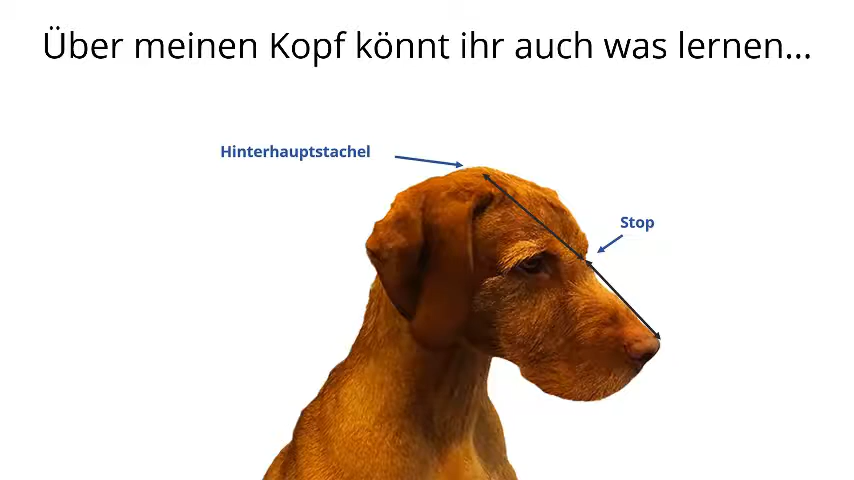 Über meinen Kopf könnt ihr auch was lernen...
Hinterhauptstachel
Stop